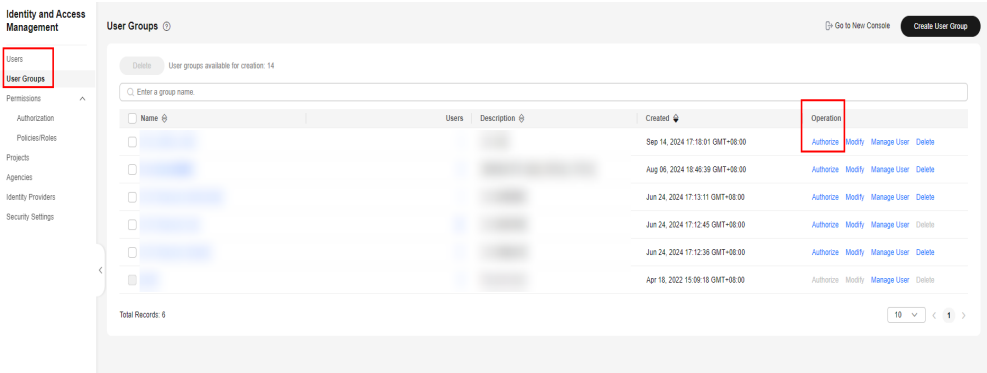 Identity and Access
Management
Users
User Groups
Permissions
Authorization
Policies/Roles
Projects
Agencies
Identity Providers
Security Settings
User Groups
Go to New Console
Create User Group
Delete User groups available for creation: 14
Enter a group name.
Name Users Description Created Operation
Sep 14, 2024 17:18:01 GMT+08:00 Authorize Modify Manage User Delete
Aug 06, 2024 18:46:39 GMT+08:00 Authorize Modify Manage User Delete
Jun 24, 2024 17:13:11 GMT+08:00 Authorize Modify Manage User Delete
Jun 24, 2024 17:12:45 GMT+08:00 Authorize Modify Manage User Delete
Jun 24, 2024 17:12:36 GMT+08:00 Authorize Modify Manage User Delete
Apr 18, 2022 15:09:18 GMT+08:00 Authorize Modify Manage User Delete
Total Records: 6
10 1